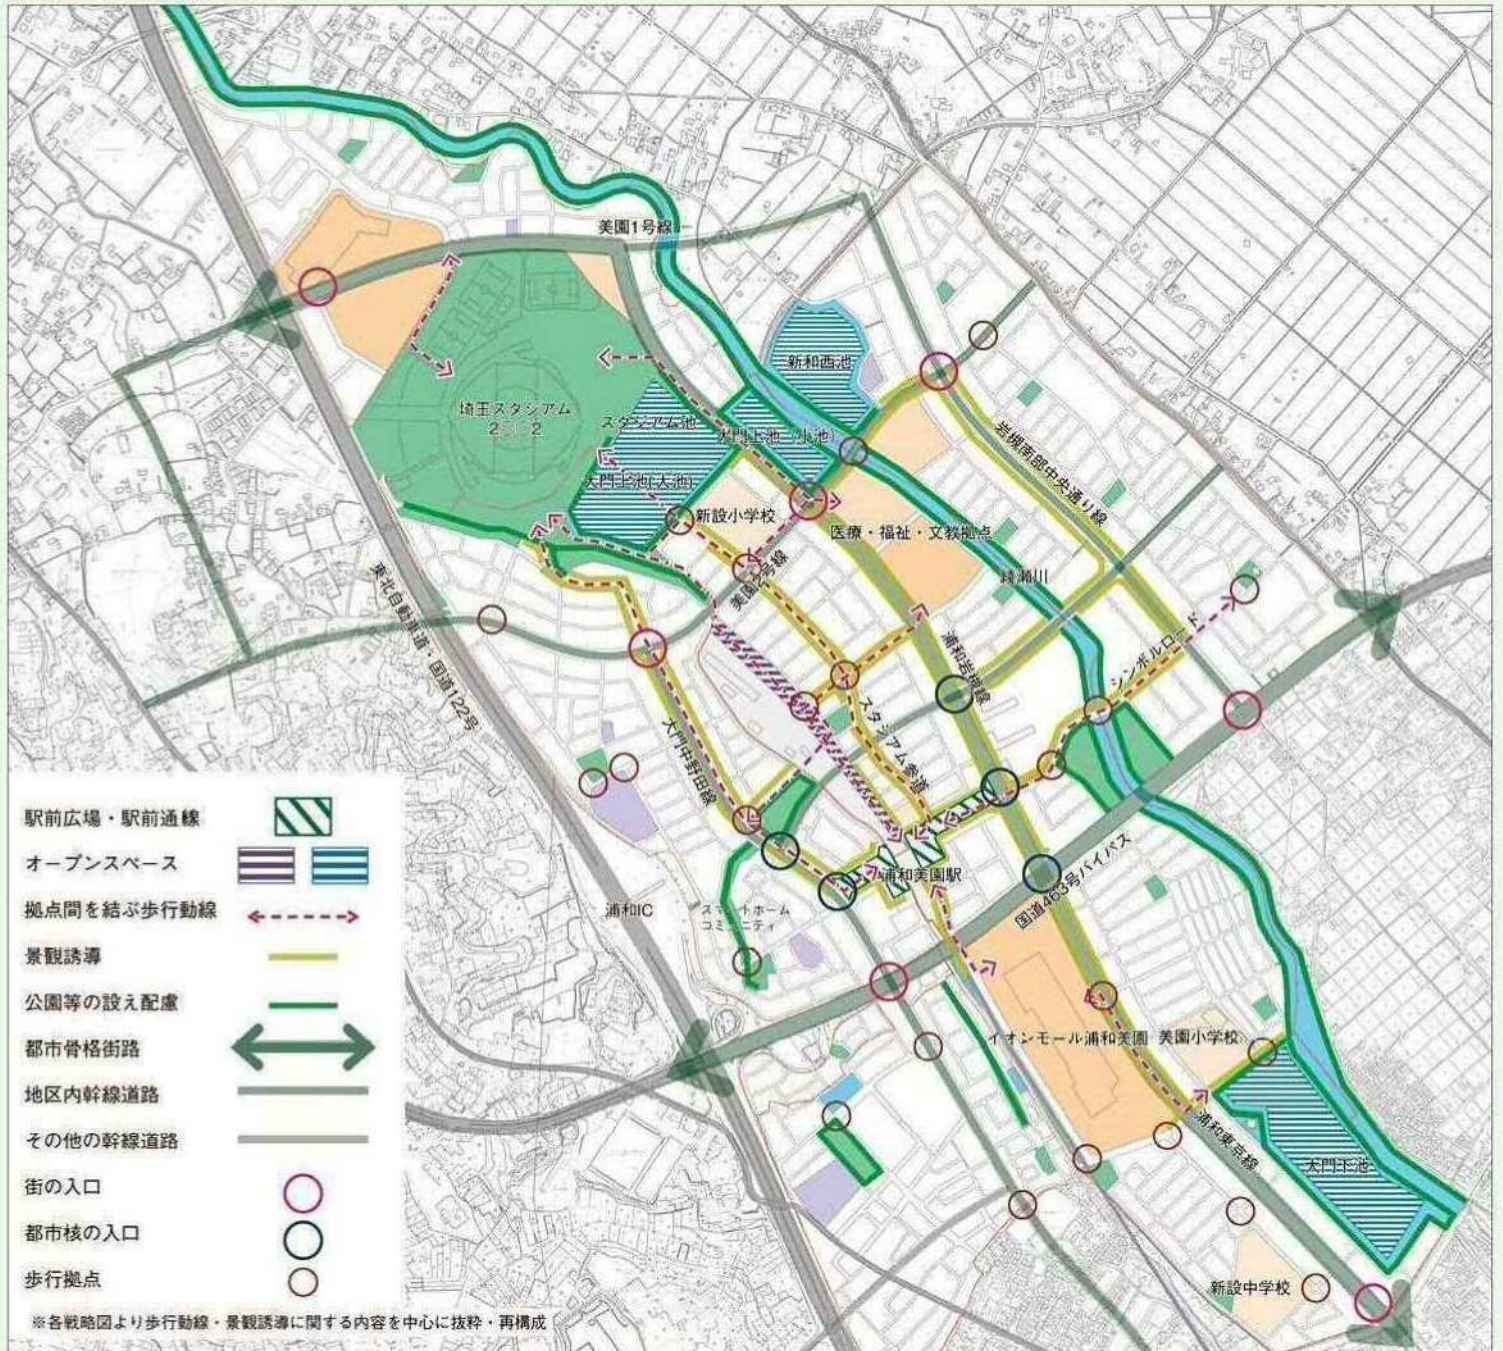 美園1号線
新和西池
埼玉スタジアム
2○○2
スタジアム池
大門上池(小池)
岩槻南部中央通り線
大門上池(大池)
新設小学校
医療・福祉・文教拠点
綾瀬川
美園2号線
東北自動車道・国道122号
シンボルロード
浦和岩槻線
大門中野田線
スタジアム参道
駅前広場・駅前通線
オープンスペース
拠点間を結ぶ歩行動線
景観誘導
公園等の設え配慮
都市骨格街路
地区内幹線道路
その他の幹線道路
街の入口
都市核の入口
歩行拠点
※各戦略図より歩行動線・景観誘導に関する内容を中心に抜粋・再構成
浦和美園駅
国道463号バイパス
浦和IC
スマートホーム
コミュニティ
イオンモール浦和美園
美園小学校
浦和東京線
大門下池
新設中学校